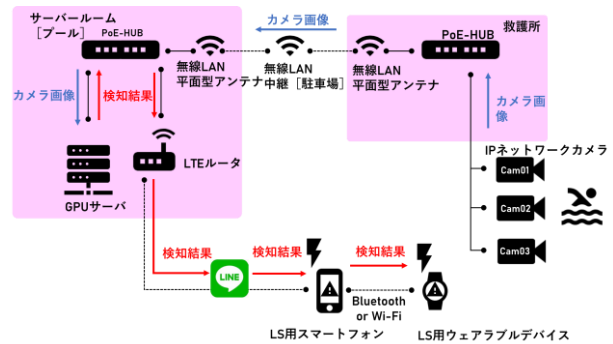 サーバールーム
[プール]
PoE-HUB
カメラ画像
救護所
PoE-HUB
無線LAN
平面型アンテナ
無線LAN
中継［駐車場］
無線LAN
平面型アンテナ
カメラ画像
検知結果
カメラ画
像
LTEルータ
GPUサーバ
IPネットワークカメラ
Cam01
Cam02
Cam03
検知結果
検知結果
検知結果
LINE
Bluetooth
or Wi-Fi
LS用スマートフォン
LS用ウェアラブルデバイス